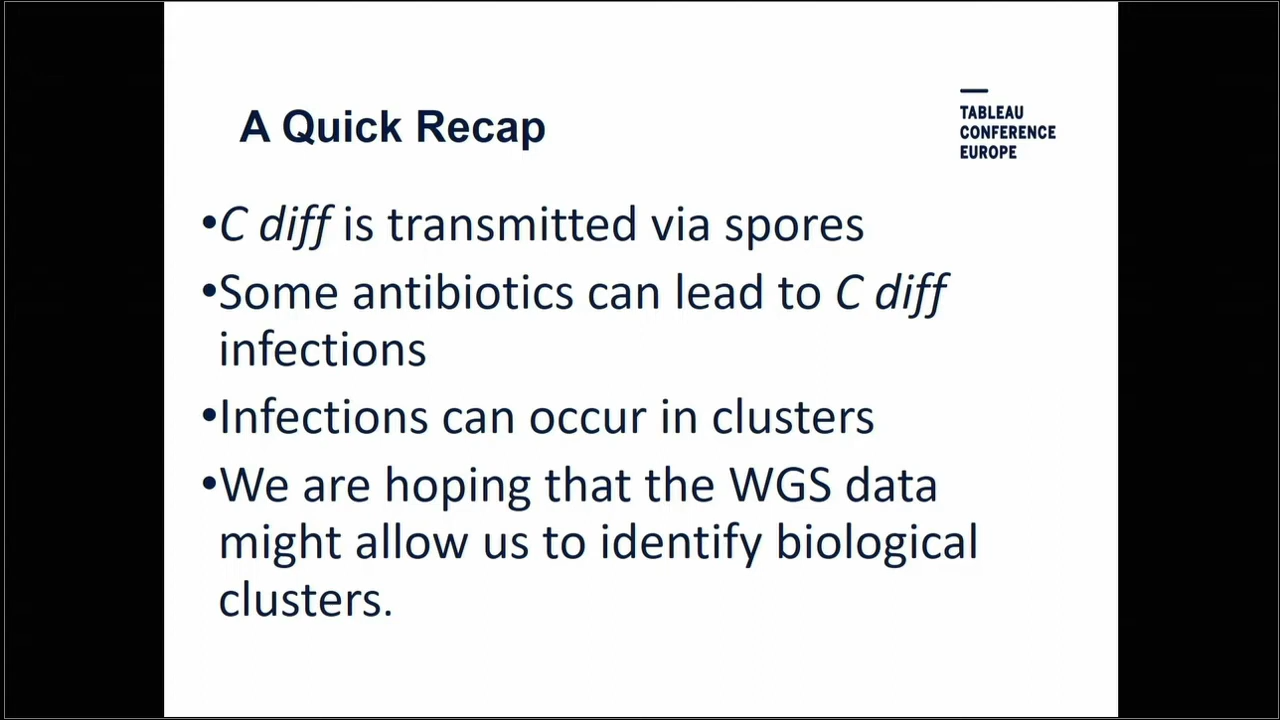 A Quick Recap
TABLEAU
CONFERENCE
EUROPE
•C diff is transmitted via spores
•Some antibiotics can lead to C diff
infections
•Infections can occur in clusters
•We are hoping that the WGS data
might allow us to identify biological
clusters.